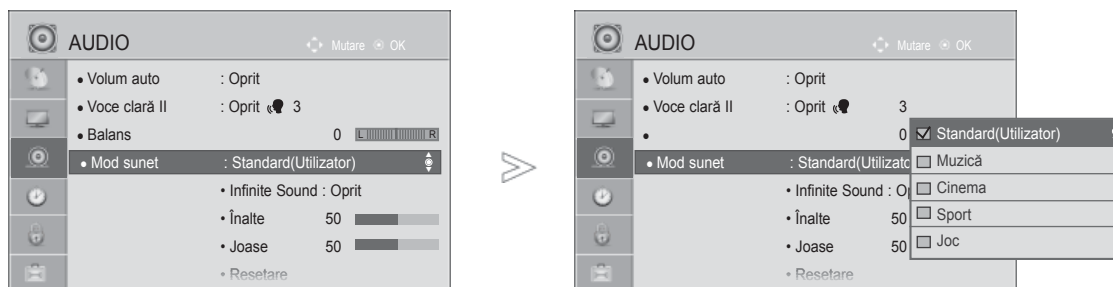 AUDIO
Mutare OK
• Volum auto : Oprit
• Voce clară II : Oprit 3
• Balans 0 L R
• Mod sunet : Standard(Utilizator)
• Infinite Sound : Oprit
• Înalte 50
• Joase 50
• Resetare
AUDIO
Mutare OK
• Volum auto : Oprit
• Voce clară II : Oprit 3
• 0
• Mod sunet : Standard(Utilizato
• Infinite Sound : Op
• Înalte 50
• Joase 50
• Resetare
Standard(Utilizator)
Muzică
Cinema
Sport
Joc